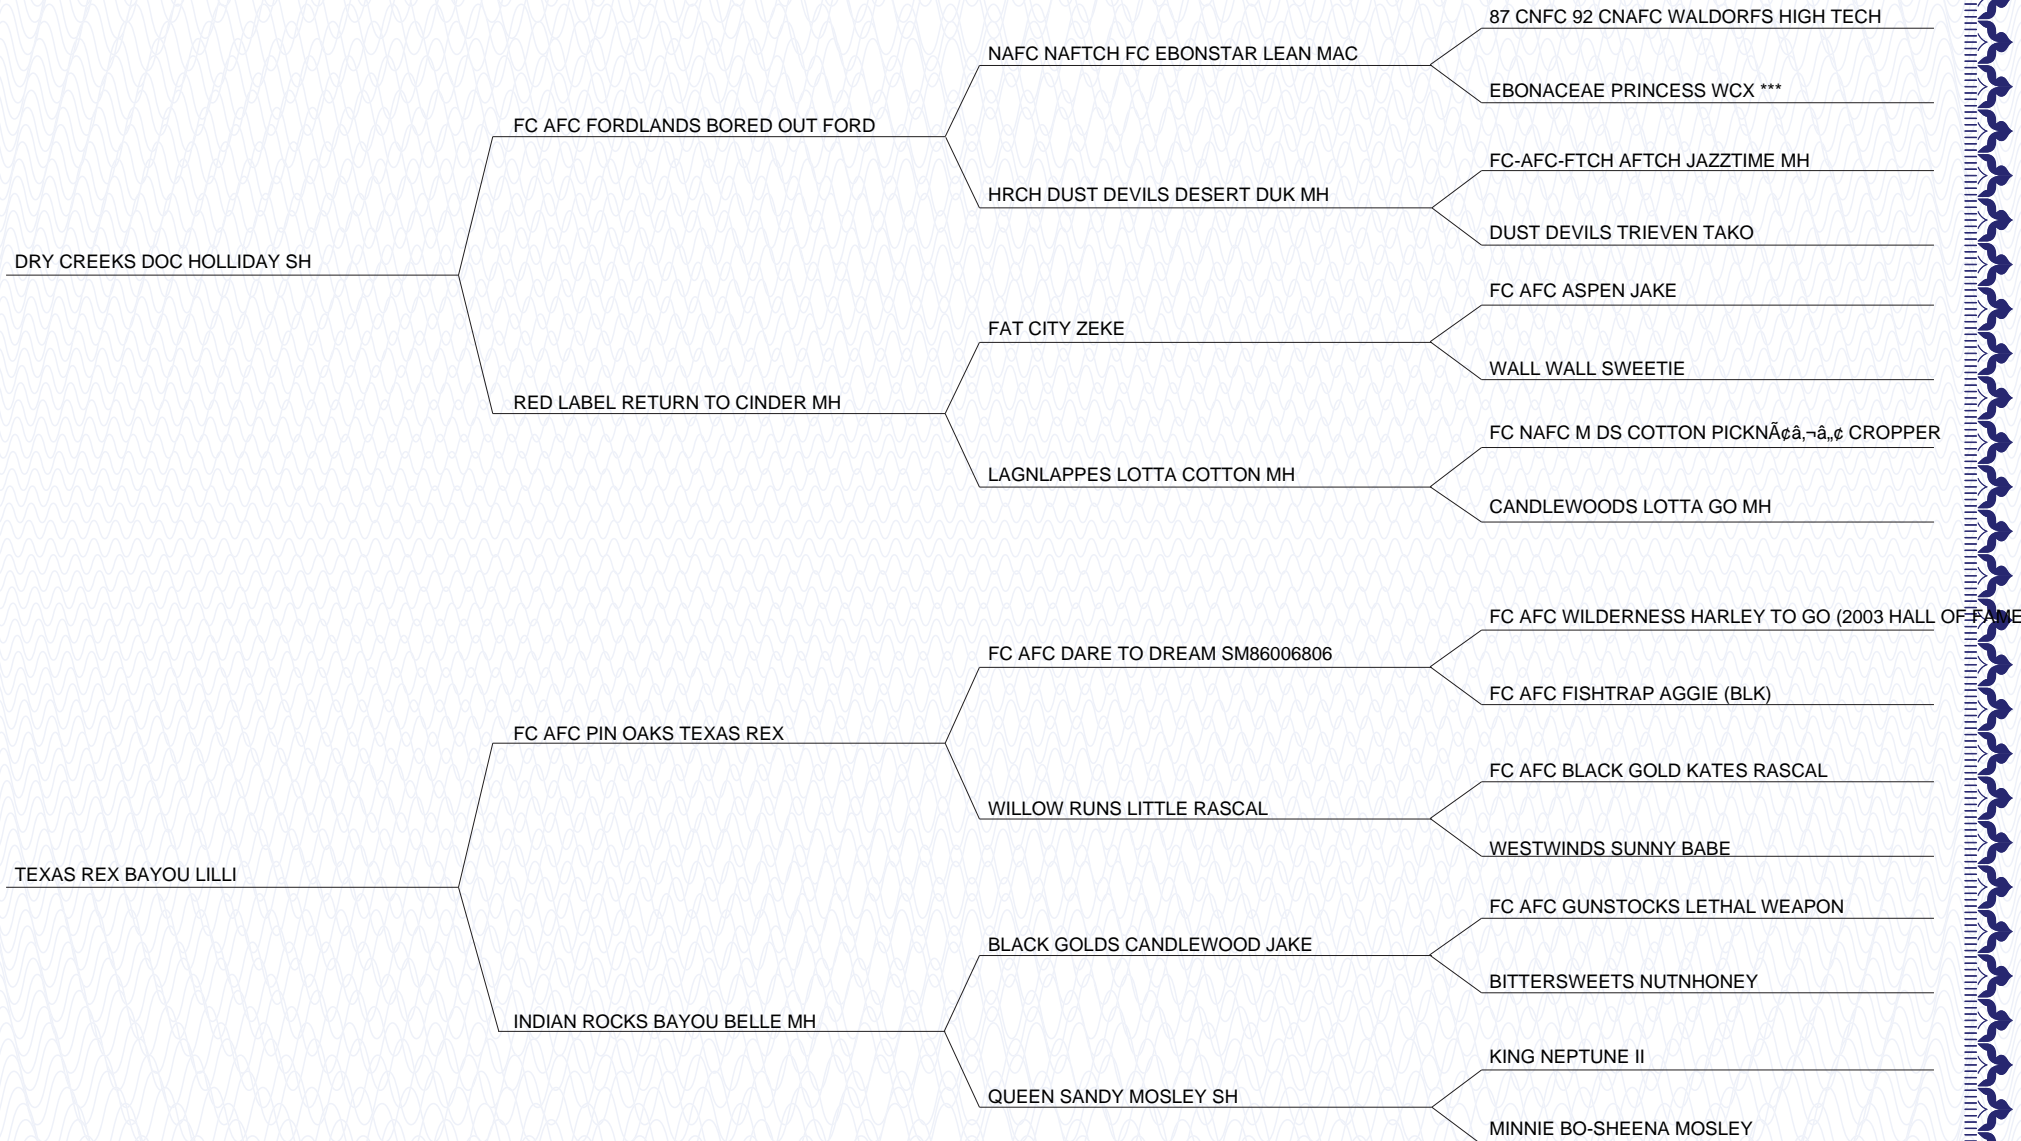 87 CNFC 92 CNAFC WALDORFS HIGH TECH
NAFC NAFTCH FC EBONSTAR LEAN MAC
EBONACEAE PRINCESS WCX ***
FC AFC FORDLANDS BORED OUT FORD
FC-AFC-FTCH AFTCH JAZZTIME MH
HRCH DUST DEVILS DESERT DUK MH
DUST DEVILS TRIEVEN TAKO
DRY CREEKS DOC HOLLIDAY SH
FC AFC ASPEN JAKE
FAT CITY ZEKE
WALL WALL SWEETIE
RED LABEL RETURN TO CINDER MH
FC NAFC M DS COTTON PICKNÃ¢â‚¬â„¢ CROPPER
LAGNLAPPES LOTTA COTTON MH
CANDLEWOODS LOTTA GO MH
FC AFC WILDERNESS HARLEY TO GO (2003 HALL OF FAME
FC AFC DARE TO DREAM SM86006806
FC AFC FISHTRAP AGGIE (BLK)
FC AFC PIN OAKS TEXAS REX
FC AFC BLACK GOLD KATES RASCAL
WILLOW RUNS LITTLE RASCAL
WESTWINDS SUNNY BABE
TEXAS REX BAYOU LILLI
FC AFC GUNSTOCKS LETHAL WEAPON
BLACK GOLDS CANDLEWOOD JAKE
BITTERSWEETS NUTNHONEY
INDIAN ROCKS BAYOU BELLE MH
KING NEPTUNE II
QUEEN SANDY MOSLEY SH
MINNIE BO-SHEENA MOSLEY